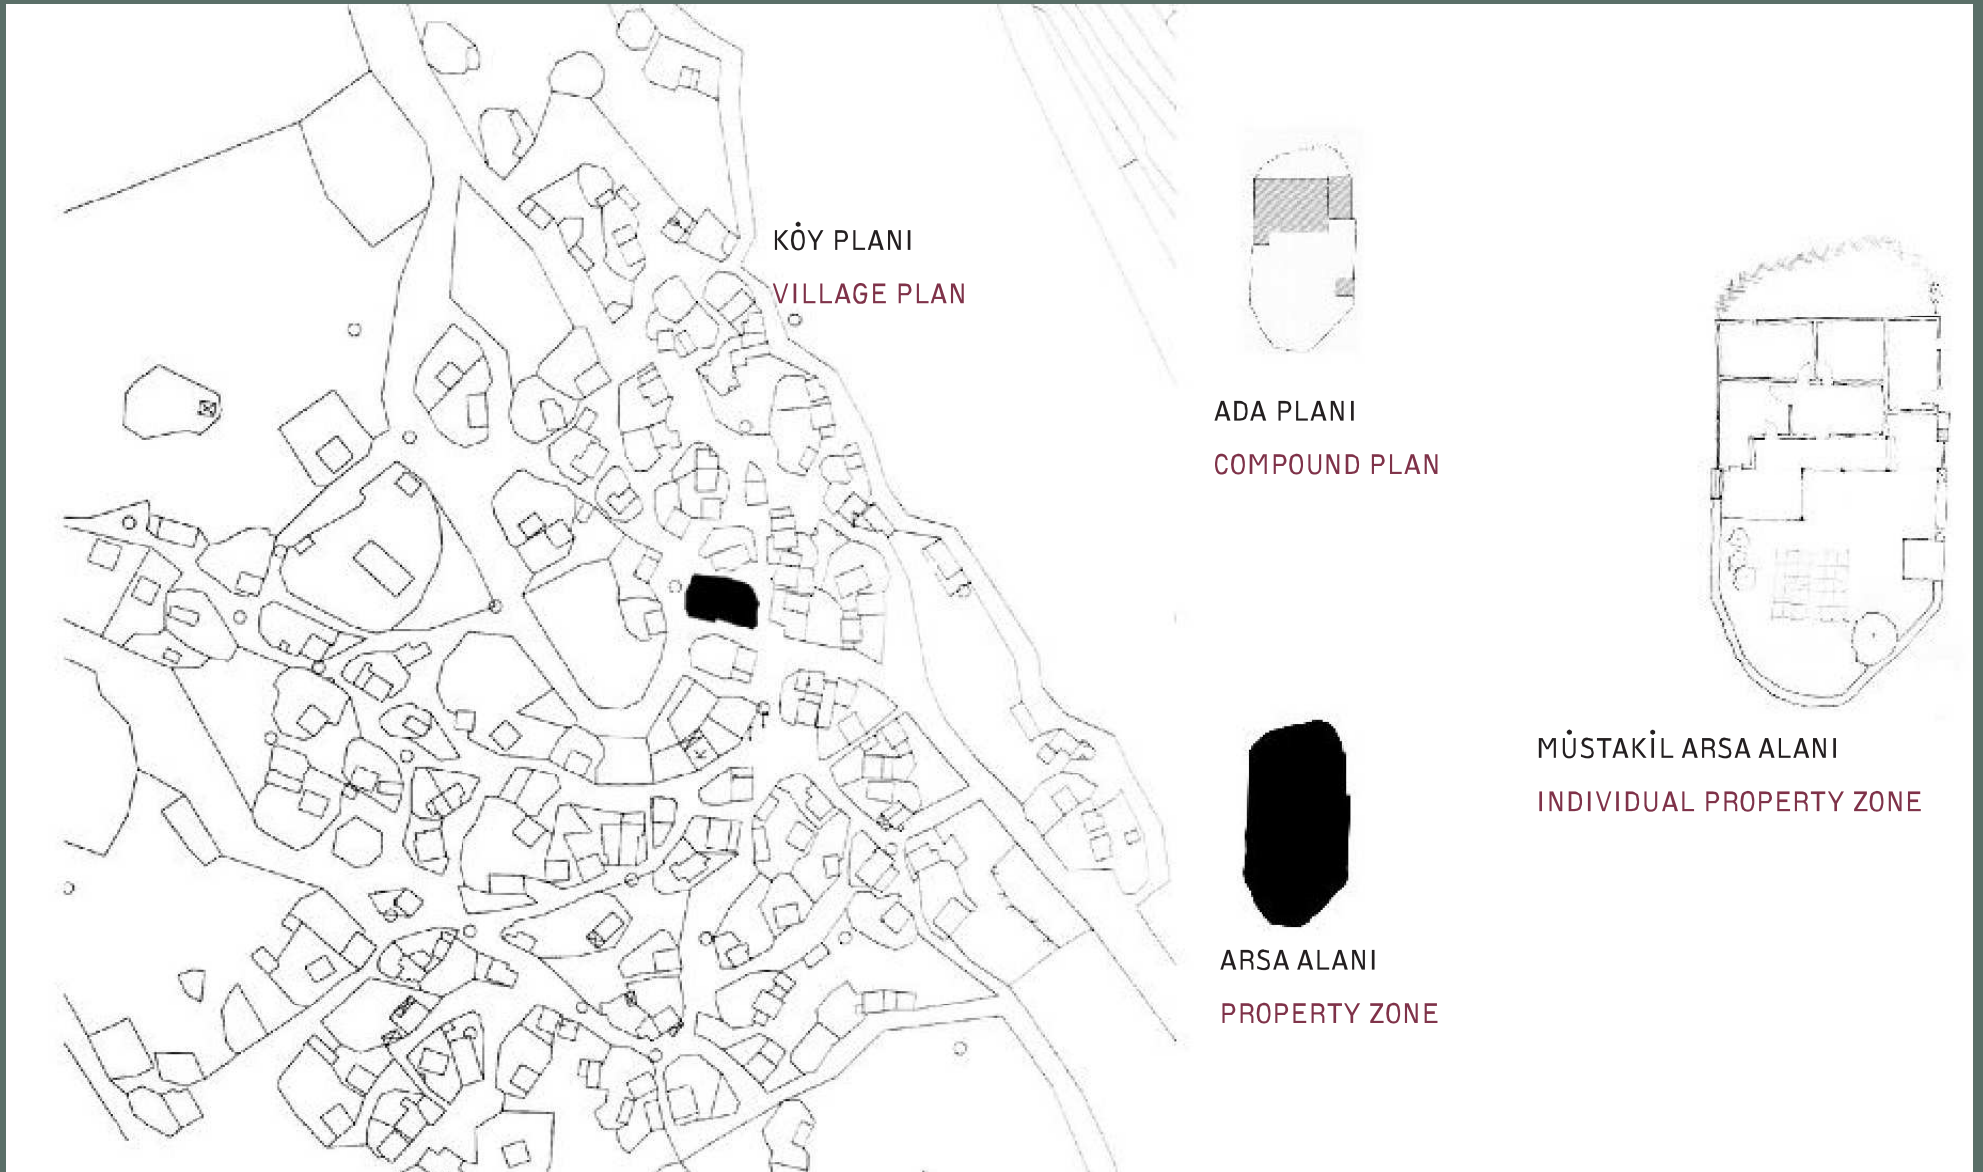 KÖY PLANI
VILLAGE PLAN
ADA PLANI
COMPOUND PLAN
MÜSTAKİL ARSA ALANI
INDIVIDUAL PROPERTY ZONE
ARSA ALANI
PROPERTY ZONE